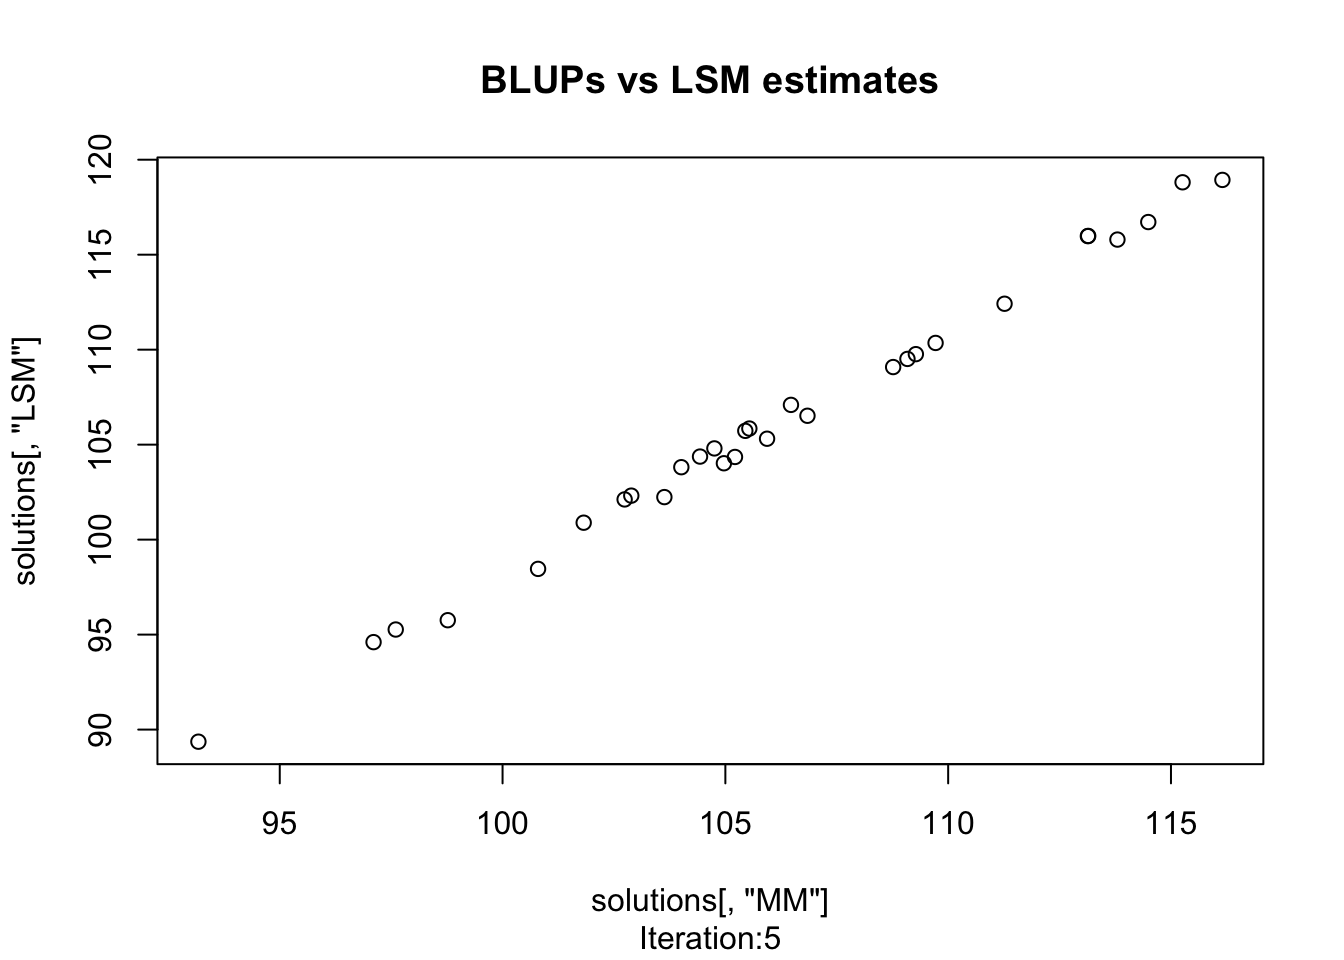 BLUPs vs LSM estimates
120
115
110
105
100
95
90
solutions[, "LSM"]
95 100 105 110 115
solutions[, "MM"]
Iteration:5